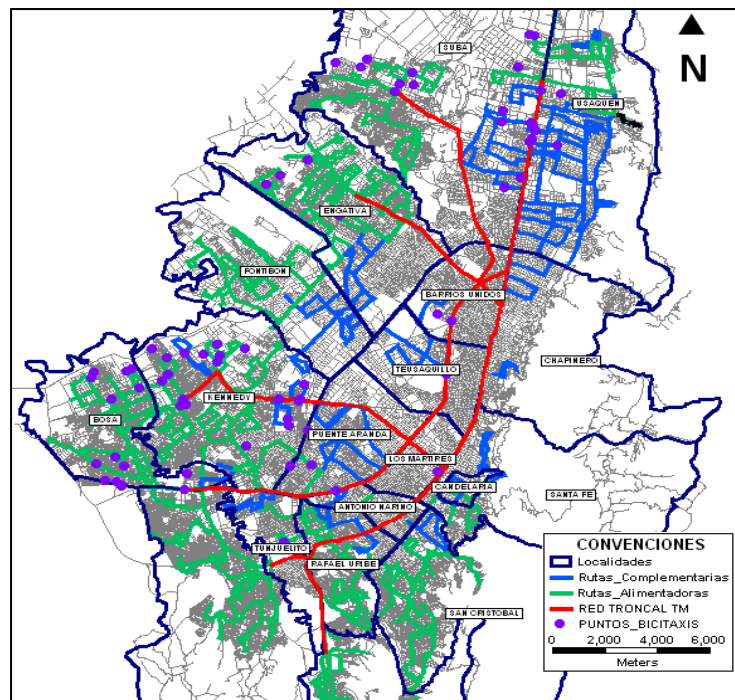 SUBA
N
USAQUEN
ENGATIVA
FONTIBON
BARRIOS UNIDOS
CHAPINERO
TEUSAQUILLO
KENNEDY
BOSA
PUENTE ARANDA
LOS MARTIRES
CANDELARIA
SANTA FE
ANTONIO NARINO
TUNJUELITO
RAFAEL URIBE
SAN CRISTOBAL
CONVENCIONES
Localidades
Rutas_Complementarias
Rutas_Alimentadoras
RED TRONCAL TM
PUNTOS_BICITAXIS
0 2,000 4,000 6,000
Meters